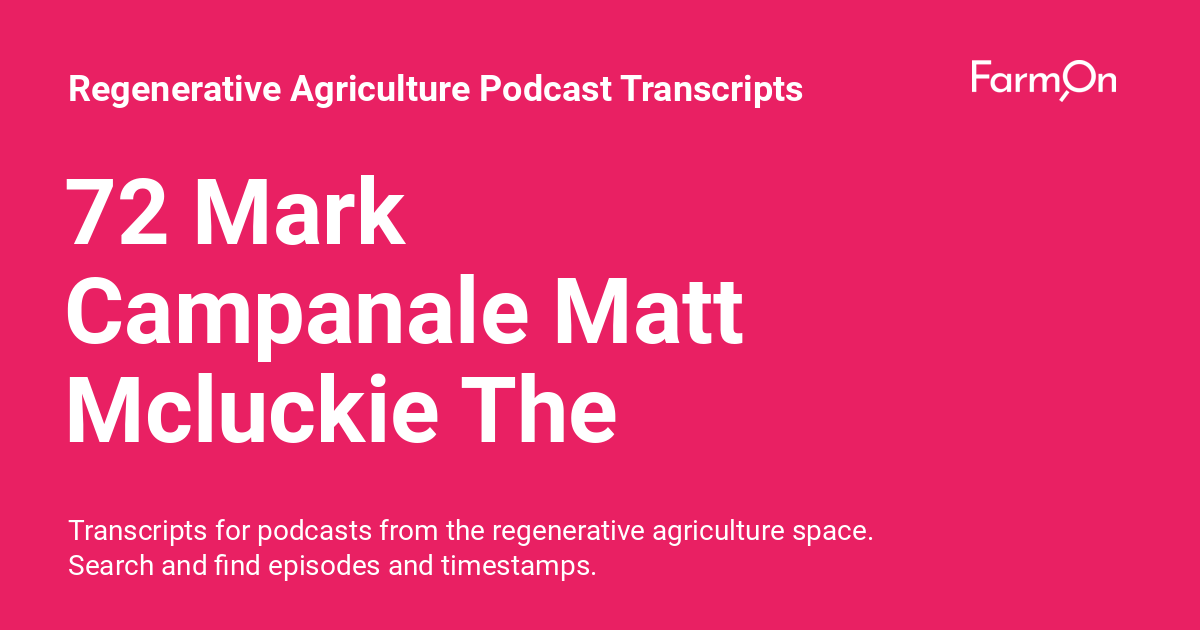 Regenerative Agriculture Podcast Transcripts
FarmOn
72 Mark
Campanale Matt
Mcluckie The
Transcripts for podcasts from the regenerative agriculture space.
Search and find episodes and timestamps.